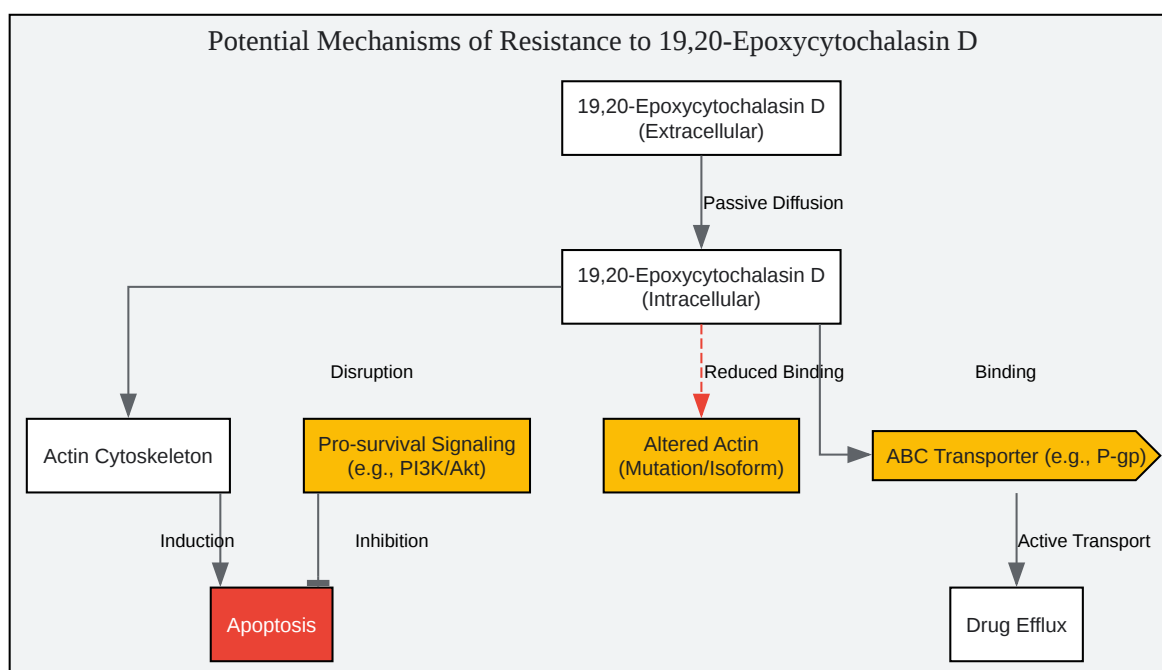 Potential Mechanisms of Resistance to 19,20-Epoxycytochalasin D
19,20-Epoxycytochalasin D
(Extracellular)
Passive Diffusion
19,20-Epoxycytochalasin D
(Intracellular)
Disruption
Reduced Binding
Binding
Actin Cytoskeleton
Pro-survival Signaling
(e.g., PI3K/Akt)
Altered Actin
(Mutation/Isoform)
ABC Transporter (e.g., P-gp)
Induction
Inhibition
Active Transport
Apoptosis
Drug Efflux